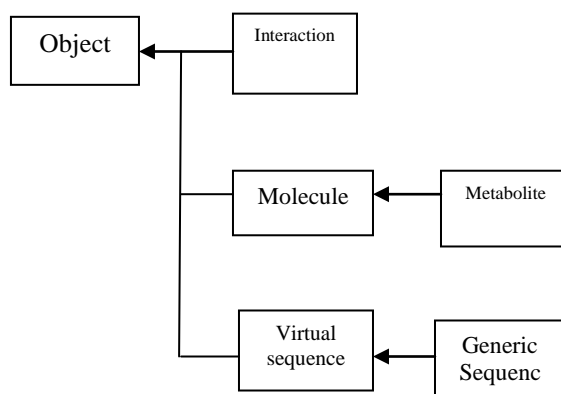 Object
Interaction
Molecule
Metabolite
Virtual
sequence
Generic
Sequenc